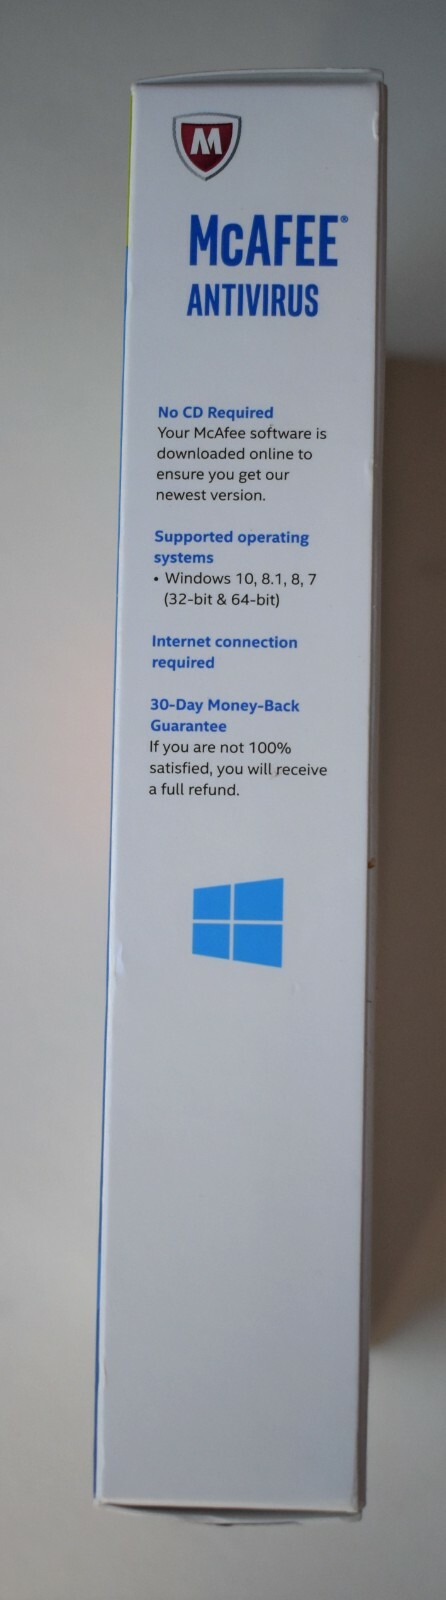 M
McAFEE®
ANTIVIRUS
No CD Required
Your McAfee software is
downloaded online to
ensure you get our
newest version.
Supported operating
systems
• Windows 10, 8.1, 8, 7
(32-bit & 64-bit)
Internet connection
required
30-Day Money-Back
Guarantee
If you are not 100%
satisfied, you will receive
a full refund.